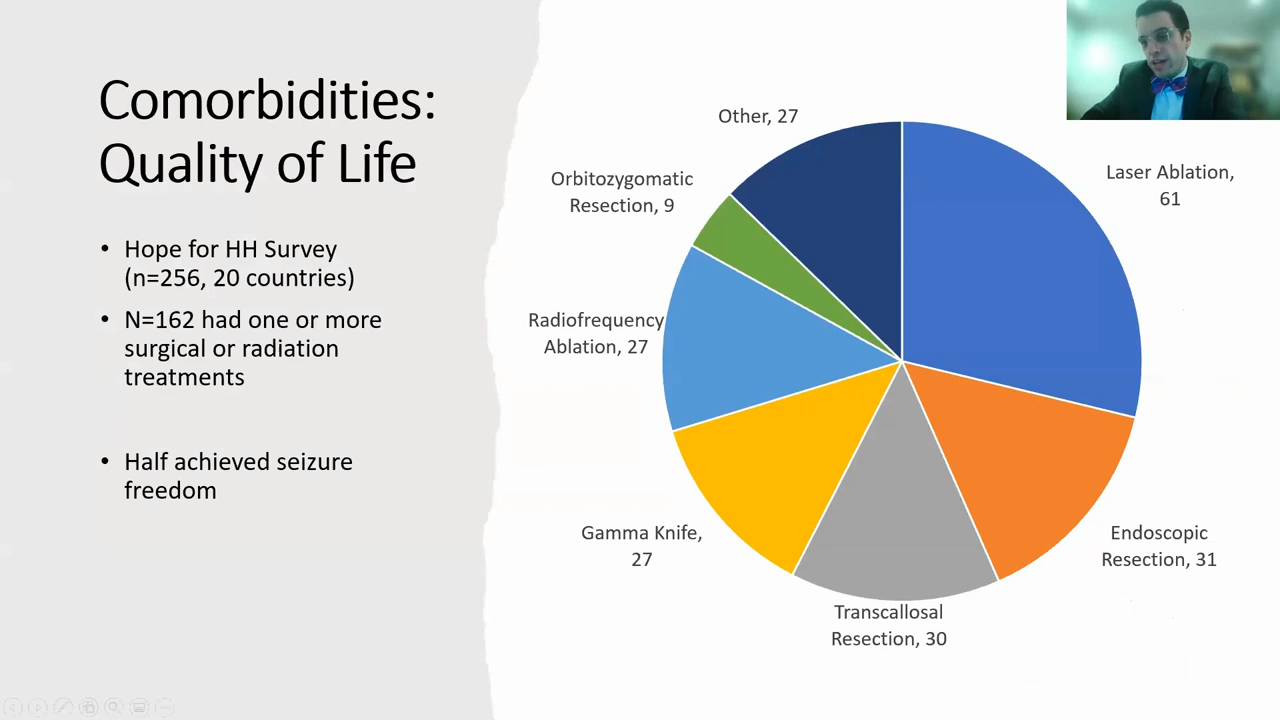 Comorbidities:
Quality of Life
• Hope for HH Survey
(n=256, 20 countries)
• N=162 had one or more
surgical or radiation
treatments
• Half achieved seizure
freedom
Other, 27
Orbitozygomatic
Resection, 9
Radiofrequency
Ablation, 27
Gamma Knife,
27
Transcallosal
Resection, 30
Endoscopic
Resection, 31
Laser Ablation,
61